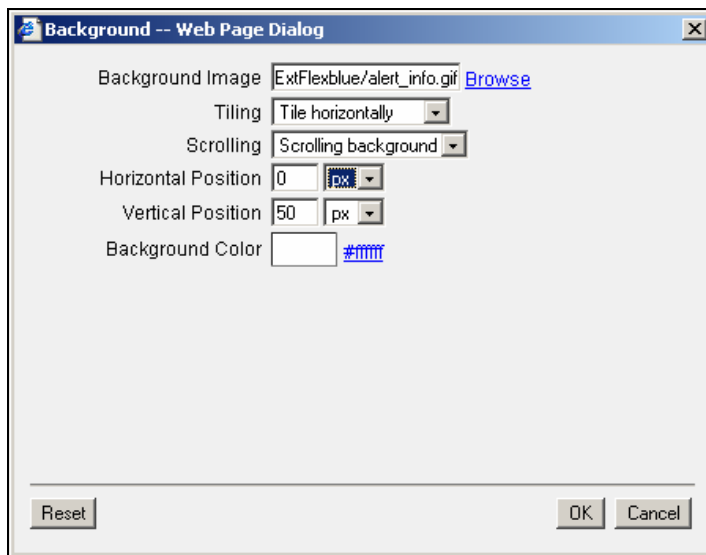 Background -- Web Page Dialog
Background Image ExtFlexblue/alert_info.gif Browse
Tiling Tile horizontally
Scrolling Scrolling background
Horizontal Position 0 px
Vertical Position 50 px
Background Color #ffffff
Reset OK Cancel